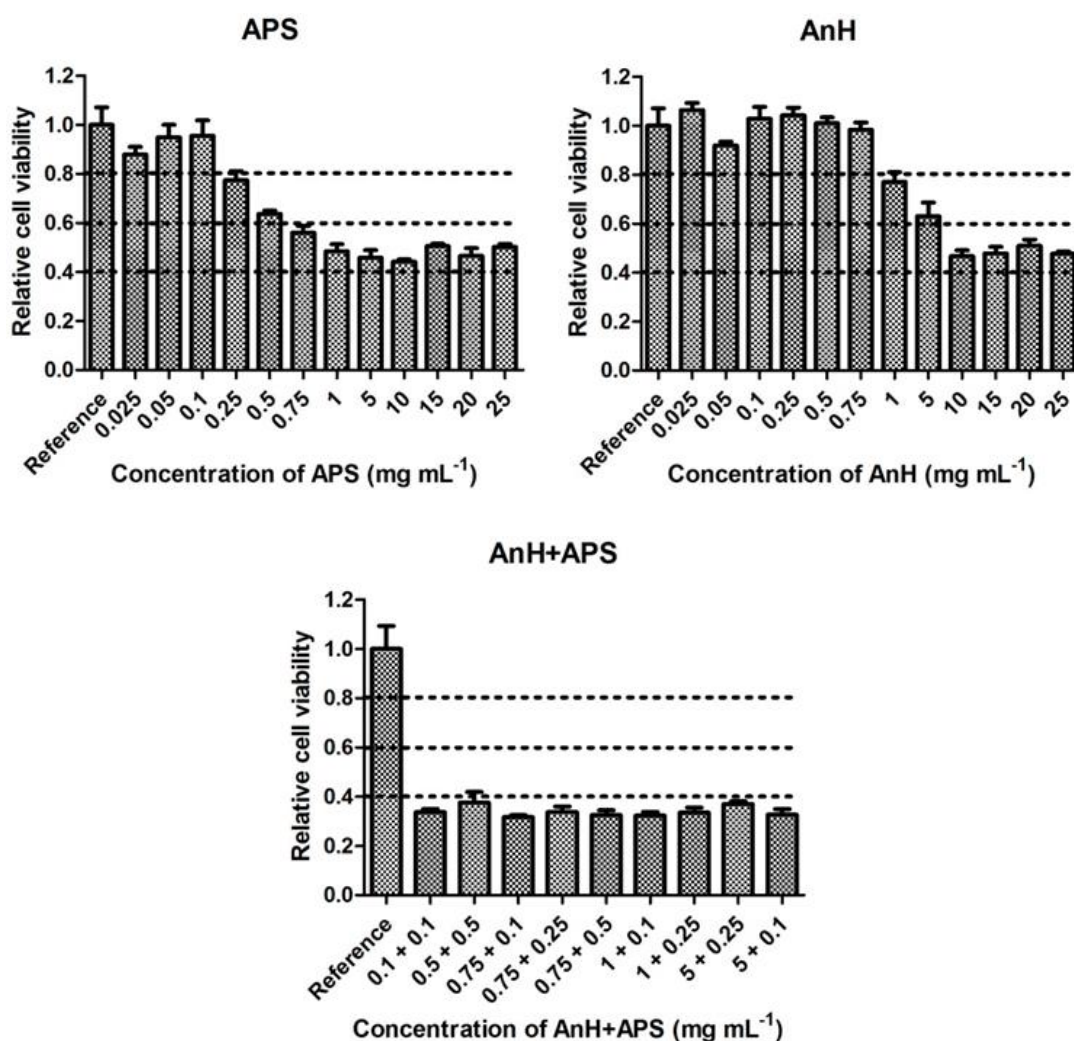 APS
Relative cell viability
1.2
1.0
0.8
0.6
0.4
0.2
0.0
Reference
0.025
0.05
0.1
0.25
0.5
0.75
1
5
10
15
20
25
Concentration of APS (mg mL⁻¹)
AnH
Relative cell viability
1.2
1.0
0.8
0.6
0.4
0.2
0.0
Reference
0.025
0.05
0.1
0.25
0.5
0.75
1
5
10
15
20
25
Concentration of AnH (mg mL⁻¹)
AnH+APS
Relative cell viability
1.2
1.0
0.8
0.6
0.4
0.2
0.0
Reference
0.1 + 0.1
0.5 + 0.5
0.75 + 0.1
0.75 + 0.25
0.75 + 0.5
1 + 0.1
1 + 0.25
5 + 0.25
5 + 0.1
Concentration of AnH+APS (mg mL⁻¹)